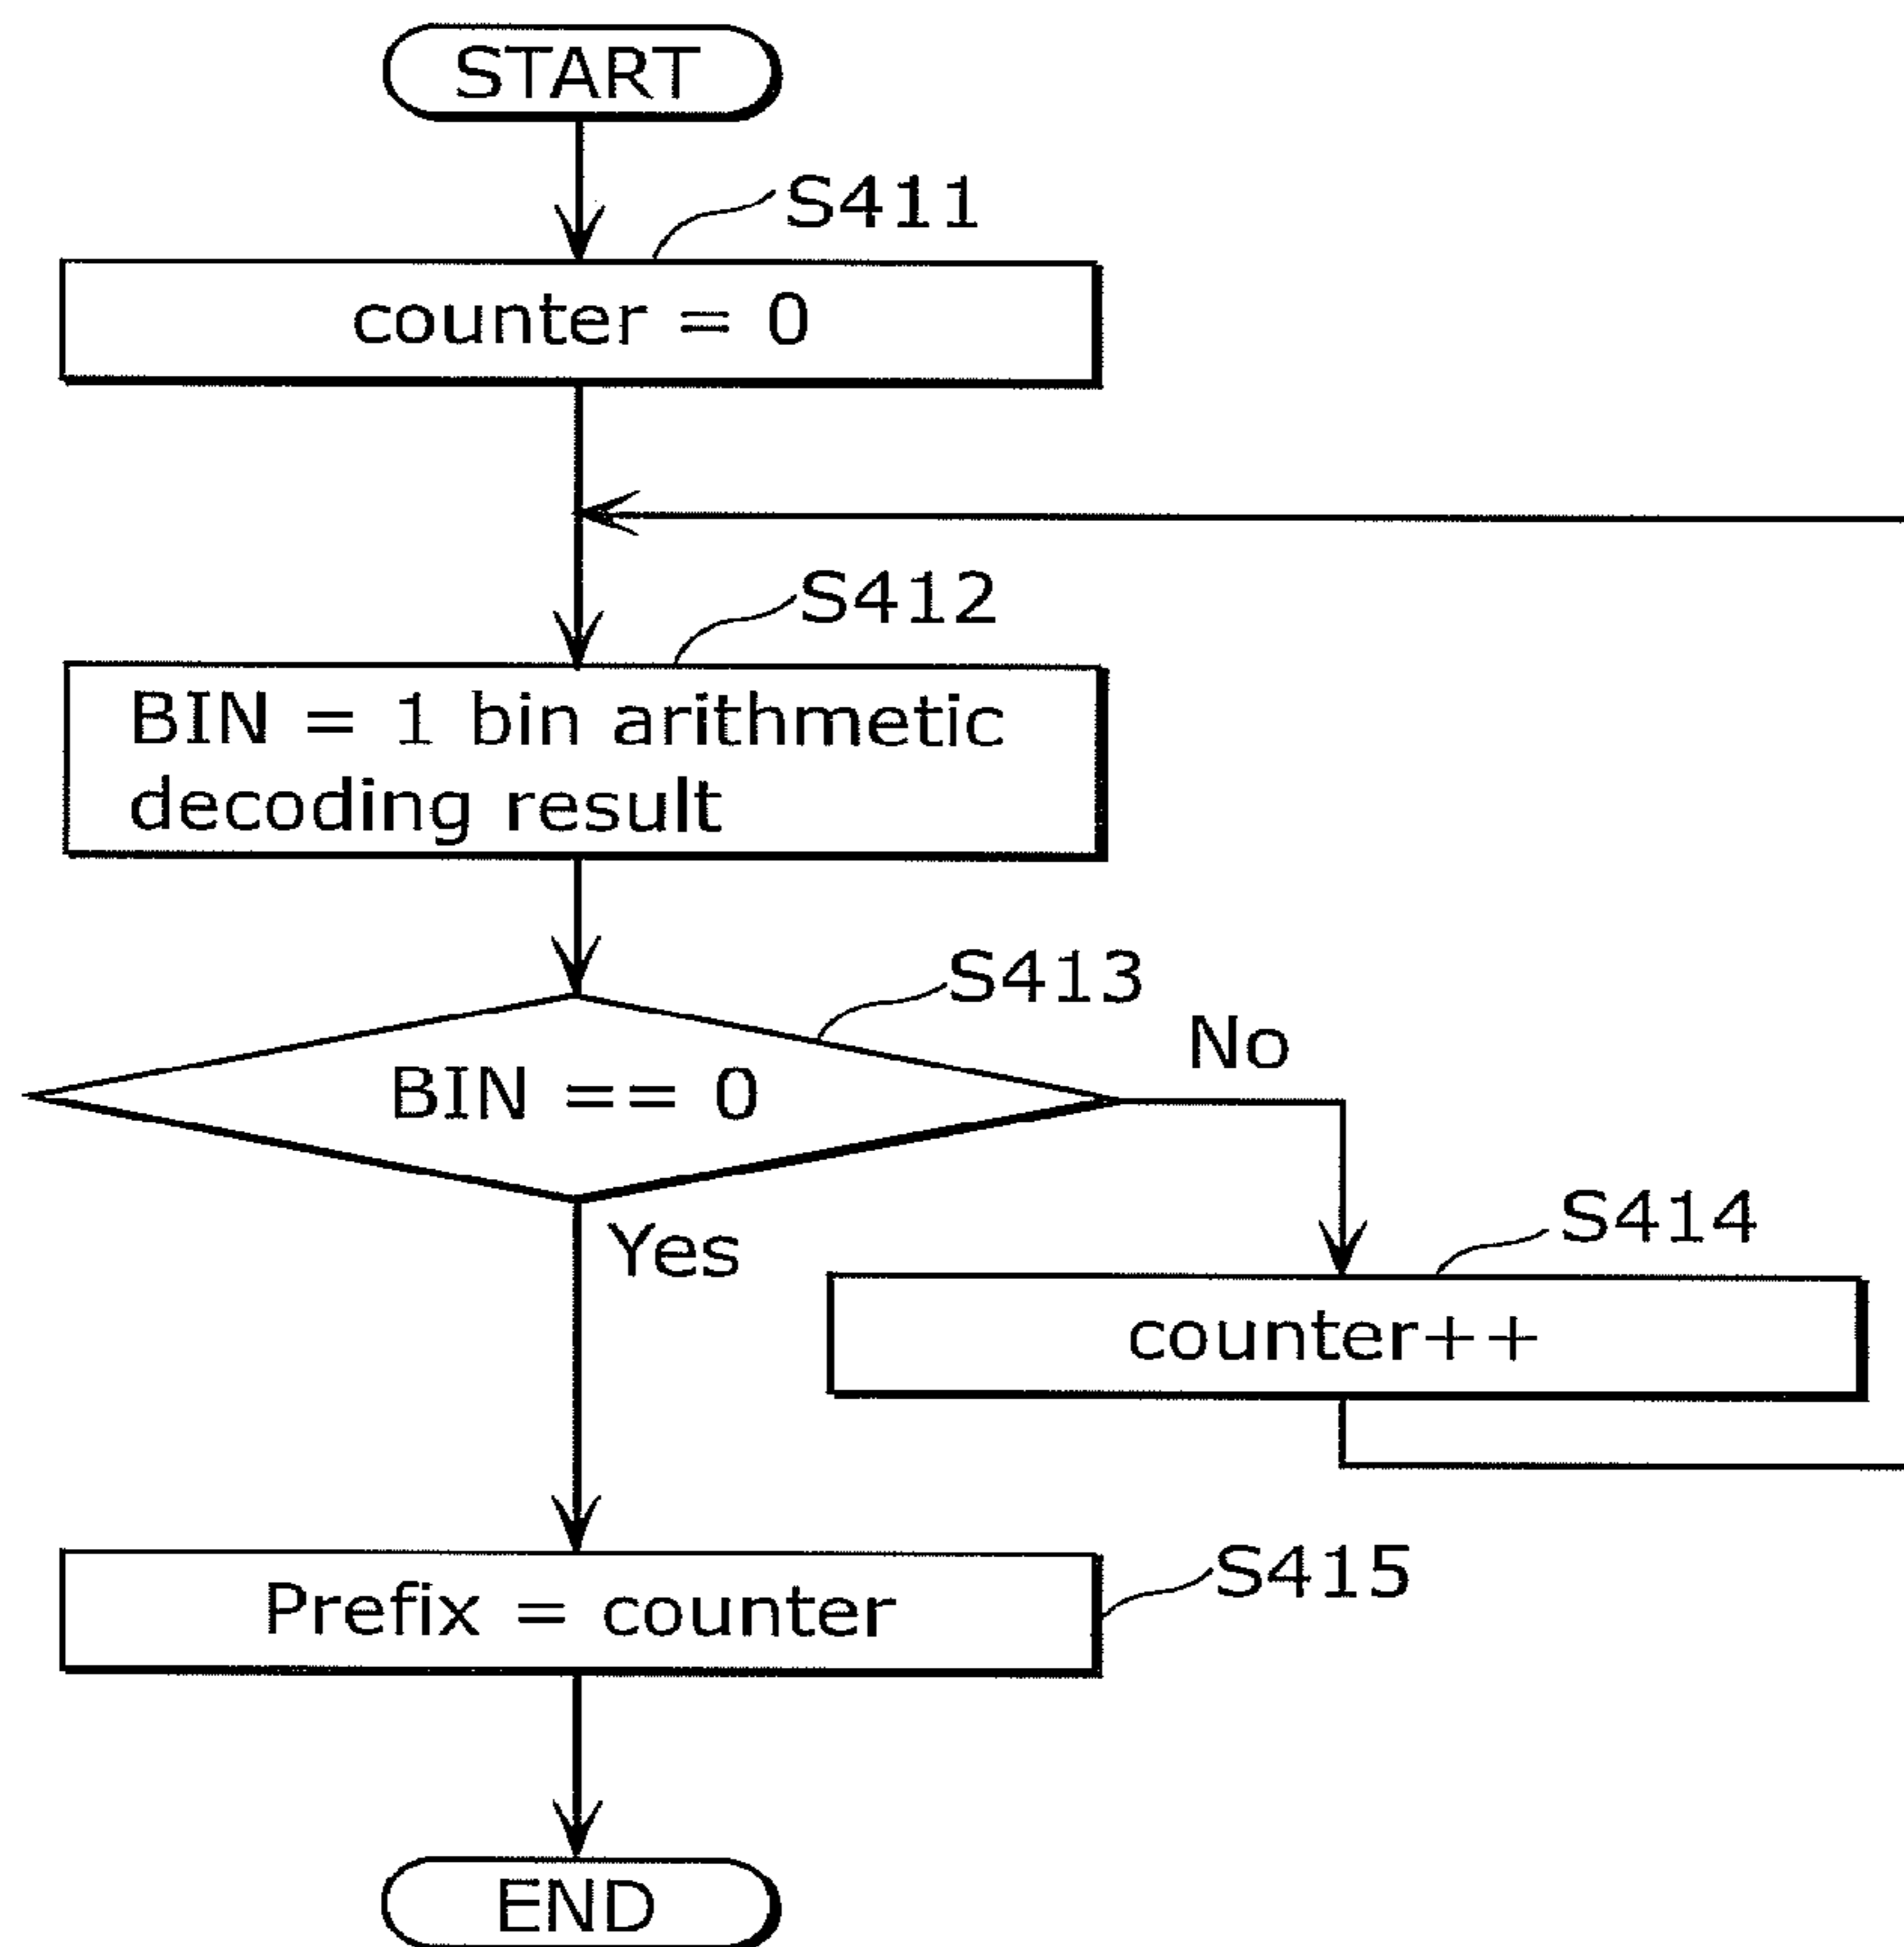 START
S411
counter = 0
S412
BIN = 1 bin arithmetic
decoding result
S413
BIN == 0
No
Yes
S414
counter++
Prefix = counter
S415
END